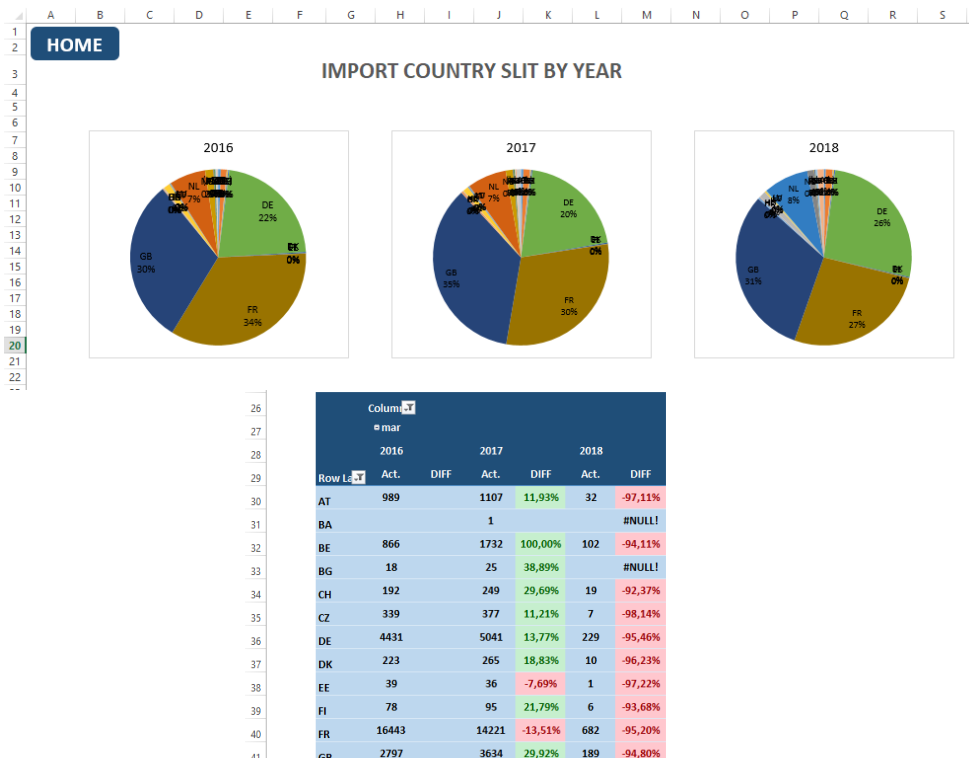 A B C D E F G H I J K L M N O P Q R S
1
2
3
4
5
6
7
8
9
10
11
12
13
14
15
16
17
18
19
20
21
22
HOME
IMPORT COUNTRY SLIT BY YEAR
2016
NL
7%
DE
22%
GB
30%
0%
FR
34%
2017
NL
7%
DE
20%
GB
35%
0%
FR
30%
2018
NL
8%
DE
26%
GB
31%
0%
FR
27%
26 Colum
27 mar
28 2016 2017 2018
29 Row La Act. DIFF Act. DIFF Act. DIFF
30 AT 989 1107 11,93% 32 -97,11%
31 BA 1 #NULL!
32 BE 866 1732 100,00% 102 -94,11%
33 BG 18 25 38,89% #NULL!
34 CH 192 249 29,69% 19 -92,37%
35 CZ 339 377 11,21% 7 -98,14%
36 DE 4431 5041 13,77% 229 -95,46%
37 DK 223 265 18,83% 10 -96,23%
38 EE 39 36 -7,69% 1 -97,22%
39 FI 78 95 21,79% 6 -93,68%
40 FR 16443 14221 -13,51% 682 -95,20%
41 GB 2797 3634 29,92% 189 -94,80%